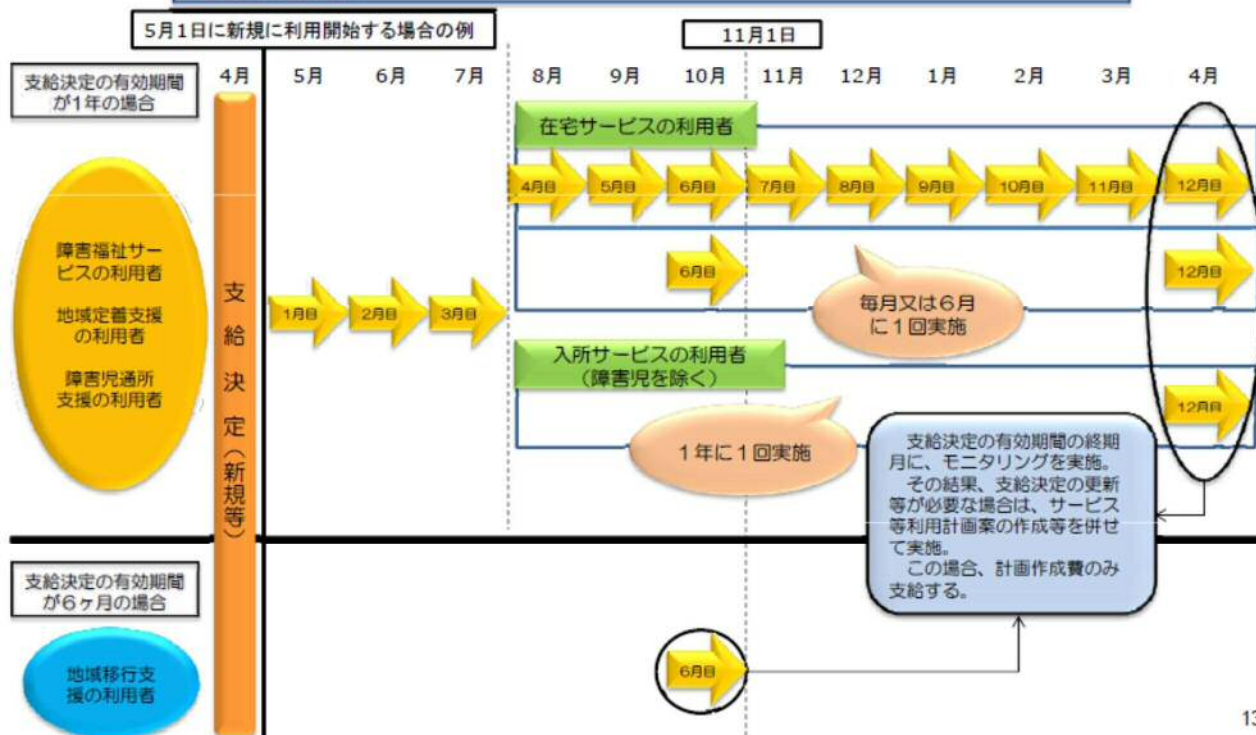 5月1日に新規に利用開始する場合の例
11月1日
4月
5月
6月
7月
8月
9月
10月
11月
12月
1月
2月
3月
4月
支給決定の有効期間
が1年の場合
在宅サービスの利用者
4月目
5月目
6月目
7月目
8月目
9月目
10月目
11月目
12月目
障害福祉サー
ビスの利用者
地域定着支援
の利用者
障害児通所
支援の利用者
支給決定(新規等)
1月目
2月目
3月目
6月目
12月目
毎月又は6月
に1回実施
入所サービスの利用者
(障害児を除く)
12月目
1年に1回実施
支給決定の有効期間の終期
月に、モニタリングを実施。
その結果、支給決定の更新
等が必要な場合は、サービス
等利用計画案の作成等を併せ
て実施。
この場合、計画作成費のみ
支給する。
支給決定の有効期間
が6ヶ月の場合
地域移行支
援の利用者
6月目
13